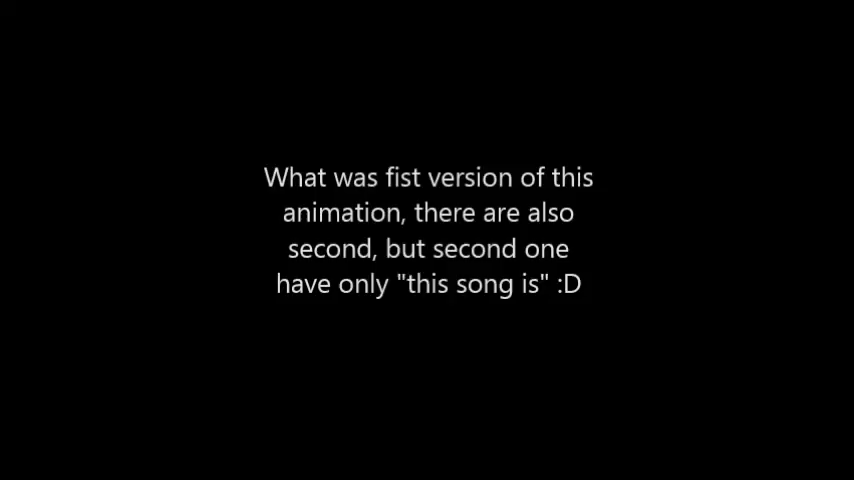 What was fist version of this
animation, there are also
second, but second one
have only "this song is" :D